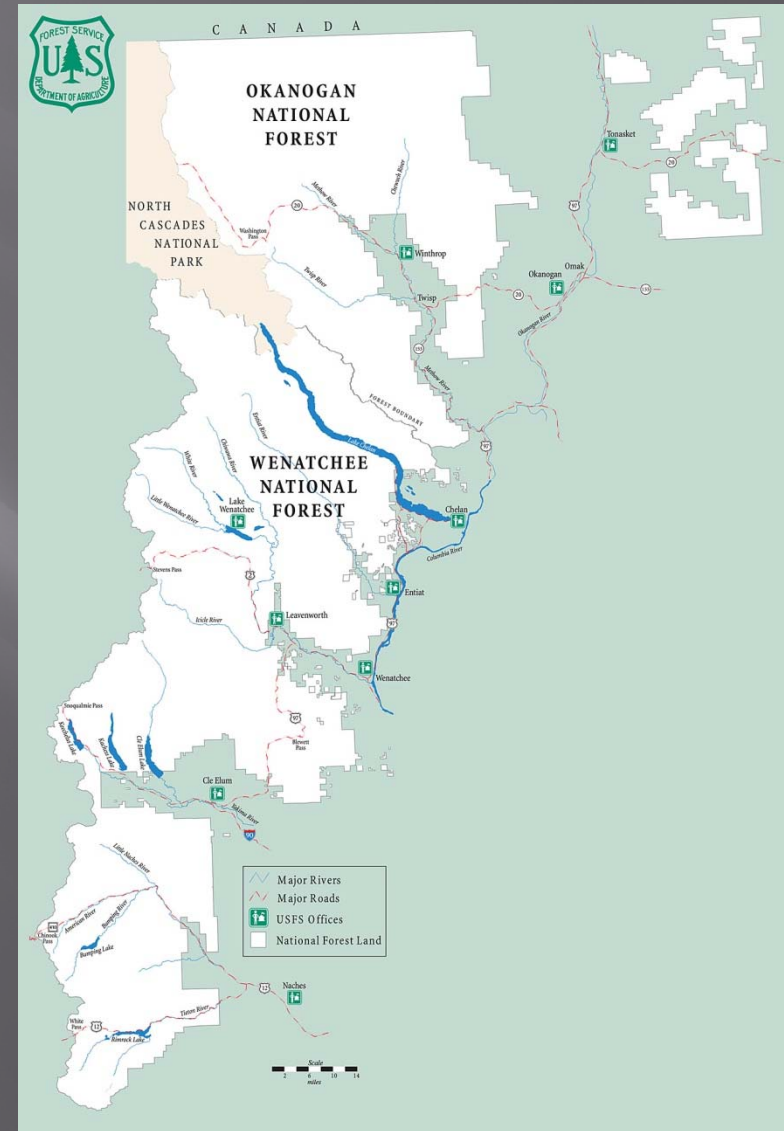 FOREST SERVICE
US
DEPARTMENT OF AGRICULTURE
CANADA
OKANOGAN
NATIONAL
FOREST
Tonasket
20
Methow River
Chewuch River
NORTH
CASCADES
NATIONAL
PARK
20
97
Washington
Pass
Winthrop
Omak
Okanogan
Twisp River
Twisp
20
155
Okanogan River
153
Methow River
FOREST BOUNDARY
Entiat River
Chiwawa River
White River
Lake Chelan
97
WENATCHEE
NATIONAL
FOREST
Little Wenatchee River
Lake
Wenatchee
Chelan
Columbia River
Stevens Pass
2
Entiat
Icicle River
Leavenworth
97
Wenatchee
Snoqualmie Pass
Keechelus Lake
Kachess Lake
Cle Elum Lake
97
Blewett
Pass
Cle Elum
Yakima River
90
Little Naches River
American River
Bumping River
410
Chinook
Pass
Bumping Lake
Major Rivers
Major Roads
USFS Offices
National Forest Land
12
Naches
Tieton River
White
Pass
12
Rimrock Lake
Scale
2 6 10 14
miles